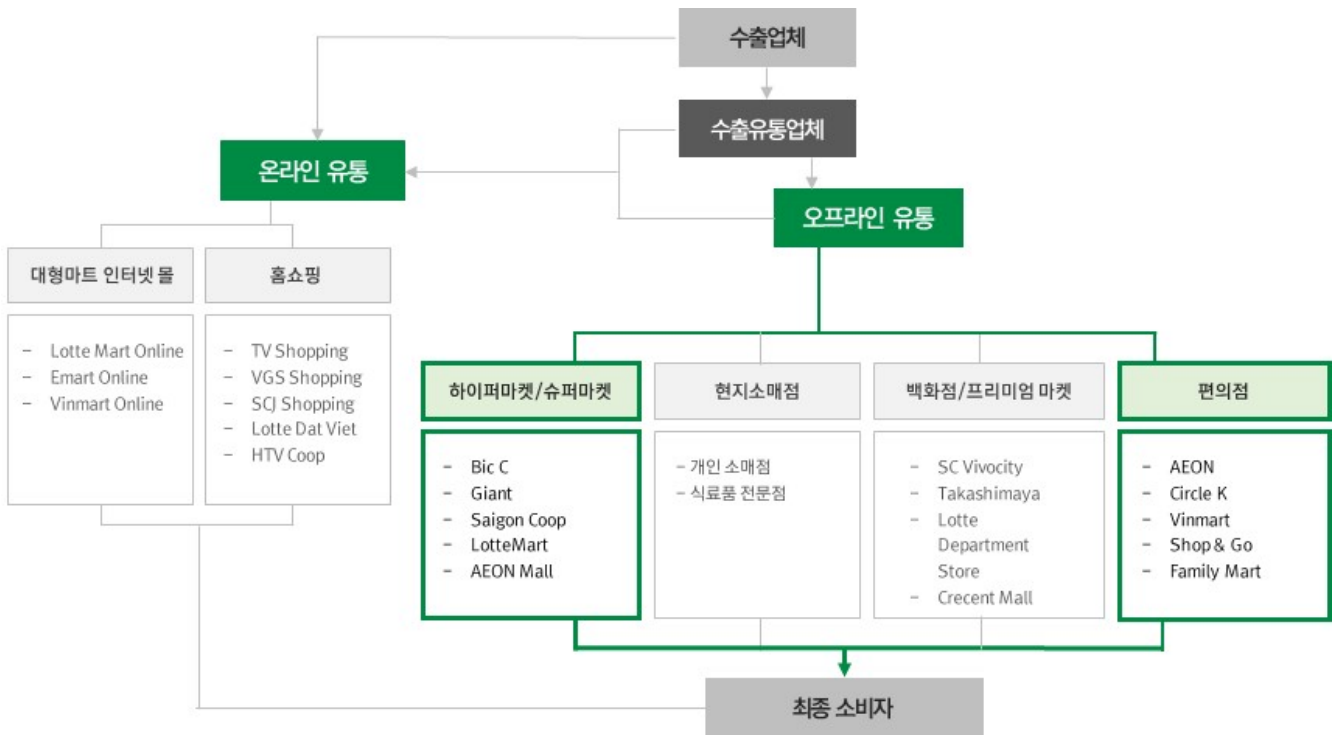 수출업체
수출유통업체
온라인 유통
오프라인 유통
대형마트 인터넷 몰
홈쇼핑
– Lotte Mart Online
– Emart Online
– Vinmart Online
– TV Shopping
– VGS Shopping
– SCJ Shopping
– Lotte Dat Viet
– HTV Coop
하이퍼마켓/슈퍼마켓
현지소매점
백화점/프리미엄 마켓
편의점
– Bic C
– Giant
– Saigon Coop
– LotteMart
– AEON Mall
– 개인 소매점
– 식료품 전문점
– SC Vivocity
– Takashimaya
– Lotte
Department
Store
– Crecent Mall
– AEON
– Circle K
– Vinmart
– Shop & Go
– Family Mart
최종 소비자